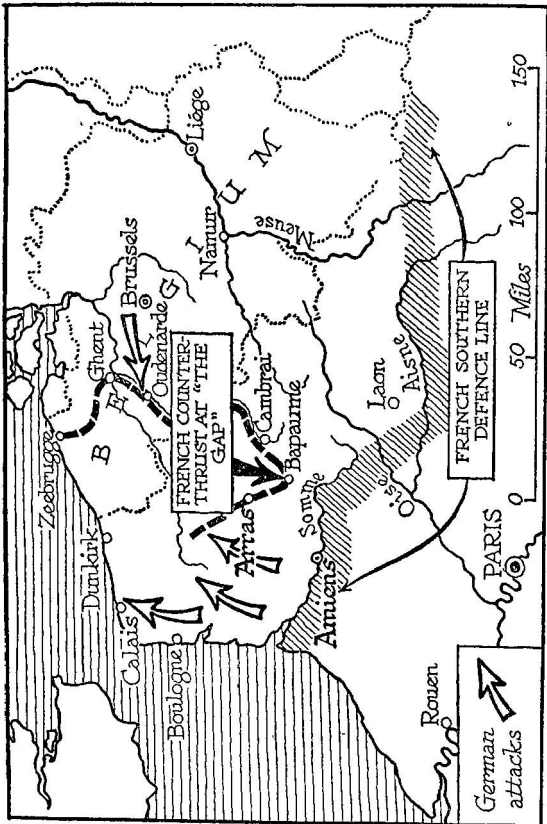 Zeebrugge
Dunkirk
Calais
Boulogne
Ghent
Brussels
Oudenarde
B E L G I U M
Liége
Namur
Meuse
FRENCH COUNTER-
THRUST AT "THE
GAP"
Cambrai
Bapaume
Arras
Somme
Amiens
Laon
Aisne
Oise
PARIS
Rouen
FRENCH SOUTHERN
DEFENCE LINE
0 50 100 150
Miles
German
attacks